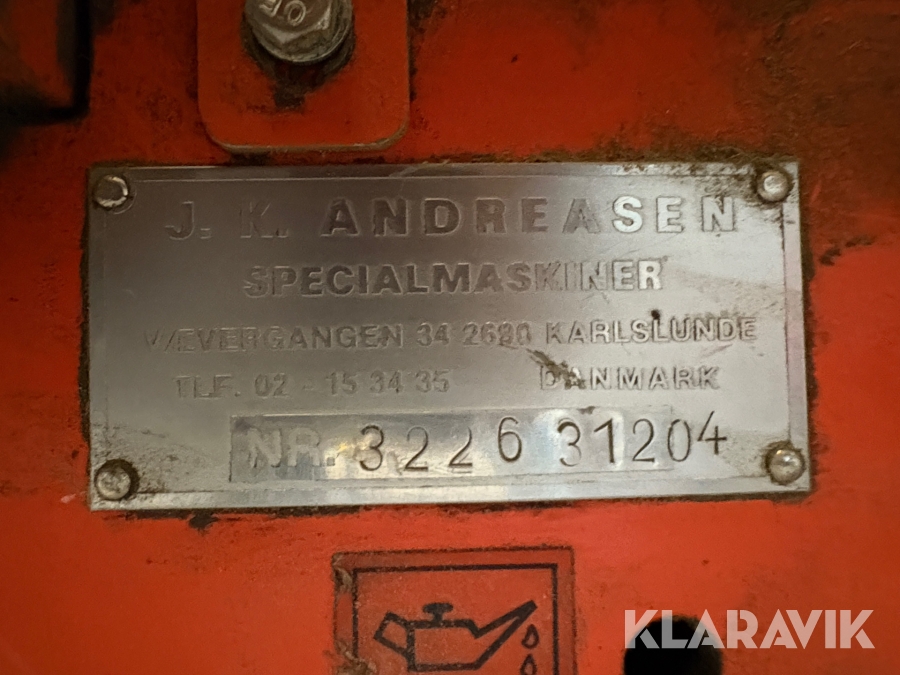 J. K. ANDREASEN
SPECIALMASKINER
VÆVERGANGEN 34 2690 KARLSLUNDE
TLF. 02 - 15 34 35 DANMARK
NR. 3226 31204
KLARAVIK